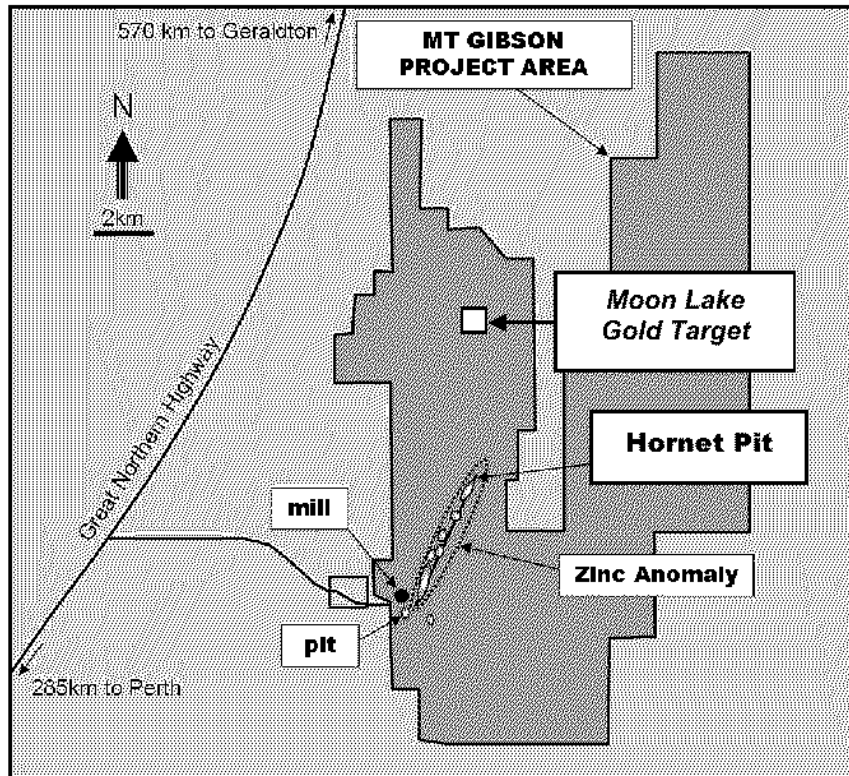 570 km to Geraldton
MT GIBSON
PROJECT AREA
N
2km
Moon Lake
Gold Target
Great Northern Highway
Hornet Pit
mill
Zinc Anomaly
pit
285km to Perth